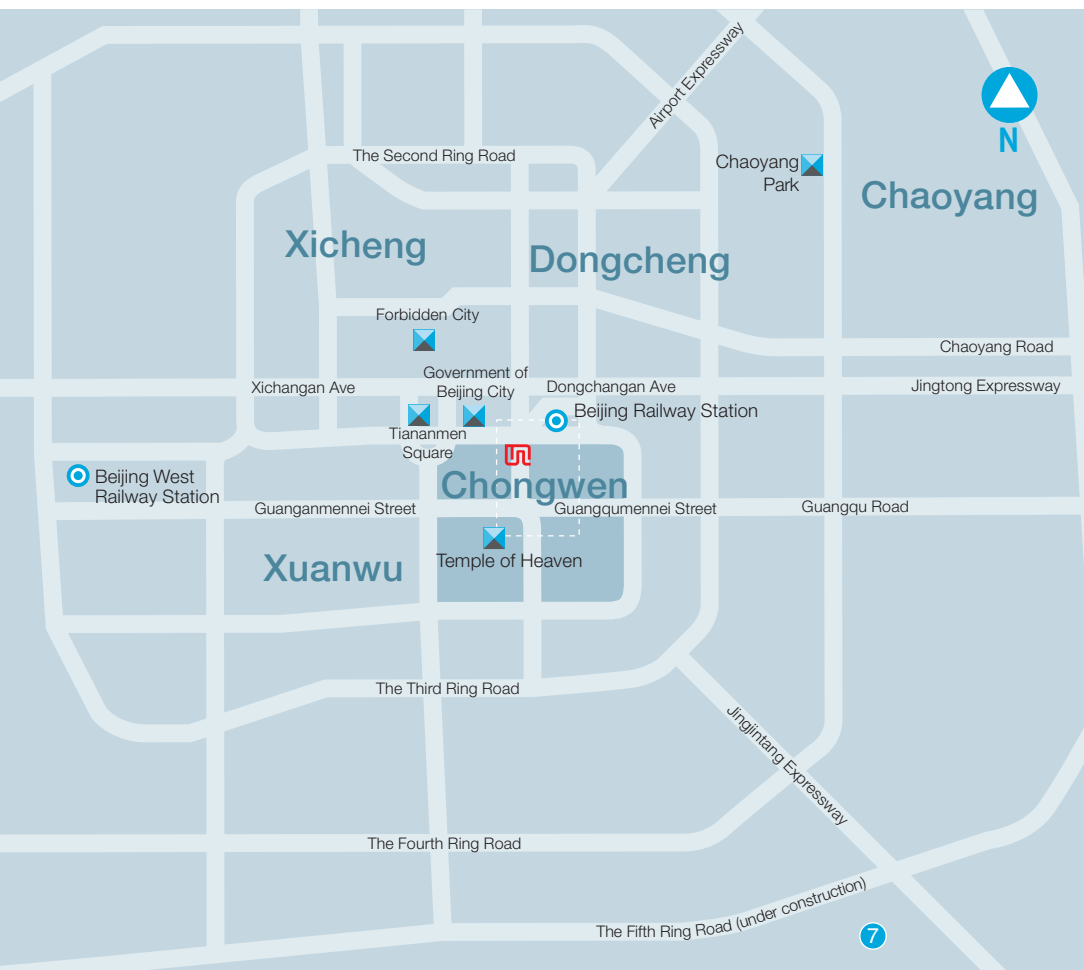 Airport Expressway
N
The Second Ring Road
Chaoyang
Park
Chaoyang
Xicheng
Dongcheng
Forbidden City
Chaoyang Road
Government of
Beijing City
Xichangan Ave
Dongchangan Ave
Jingtong Expressway
Beijing Railway Station
Tiananmen
Square
Beijing West
Railway Station
Chongwen
Guanganmennei Street
Guangqumennei Street
Guangqu Road
Xuanwu
Temple of Heaven
The Third Ring Road
Jingjintang Expressway
The Fourth Ring Road
The Fifth Ring Road (under construction)
7